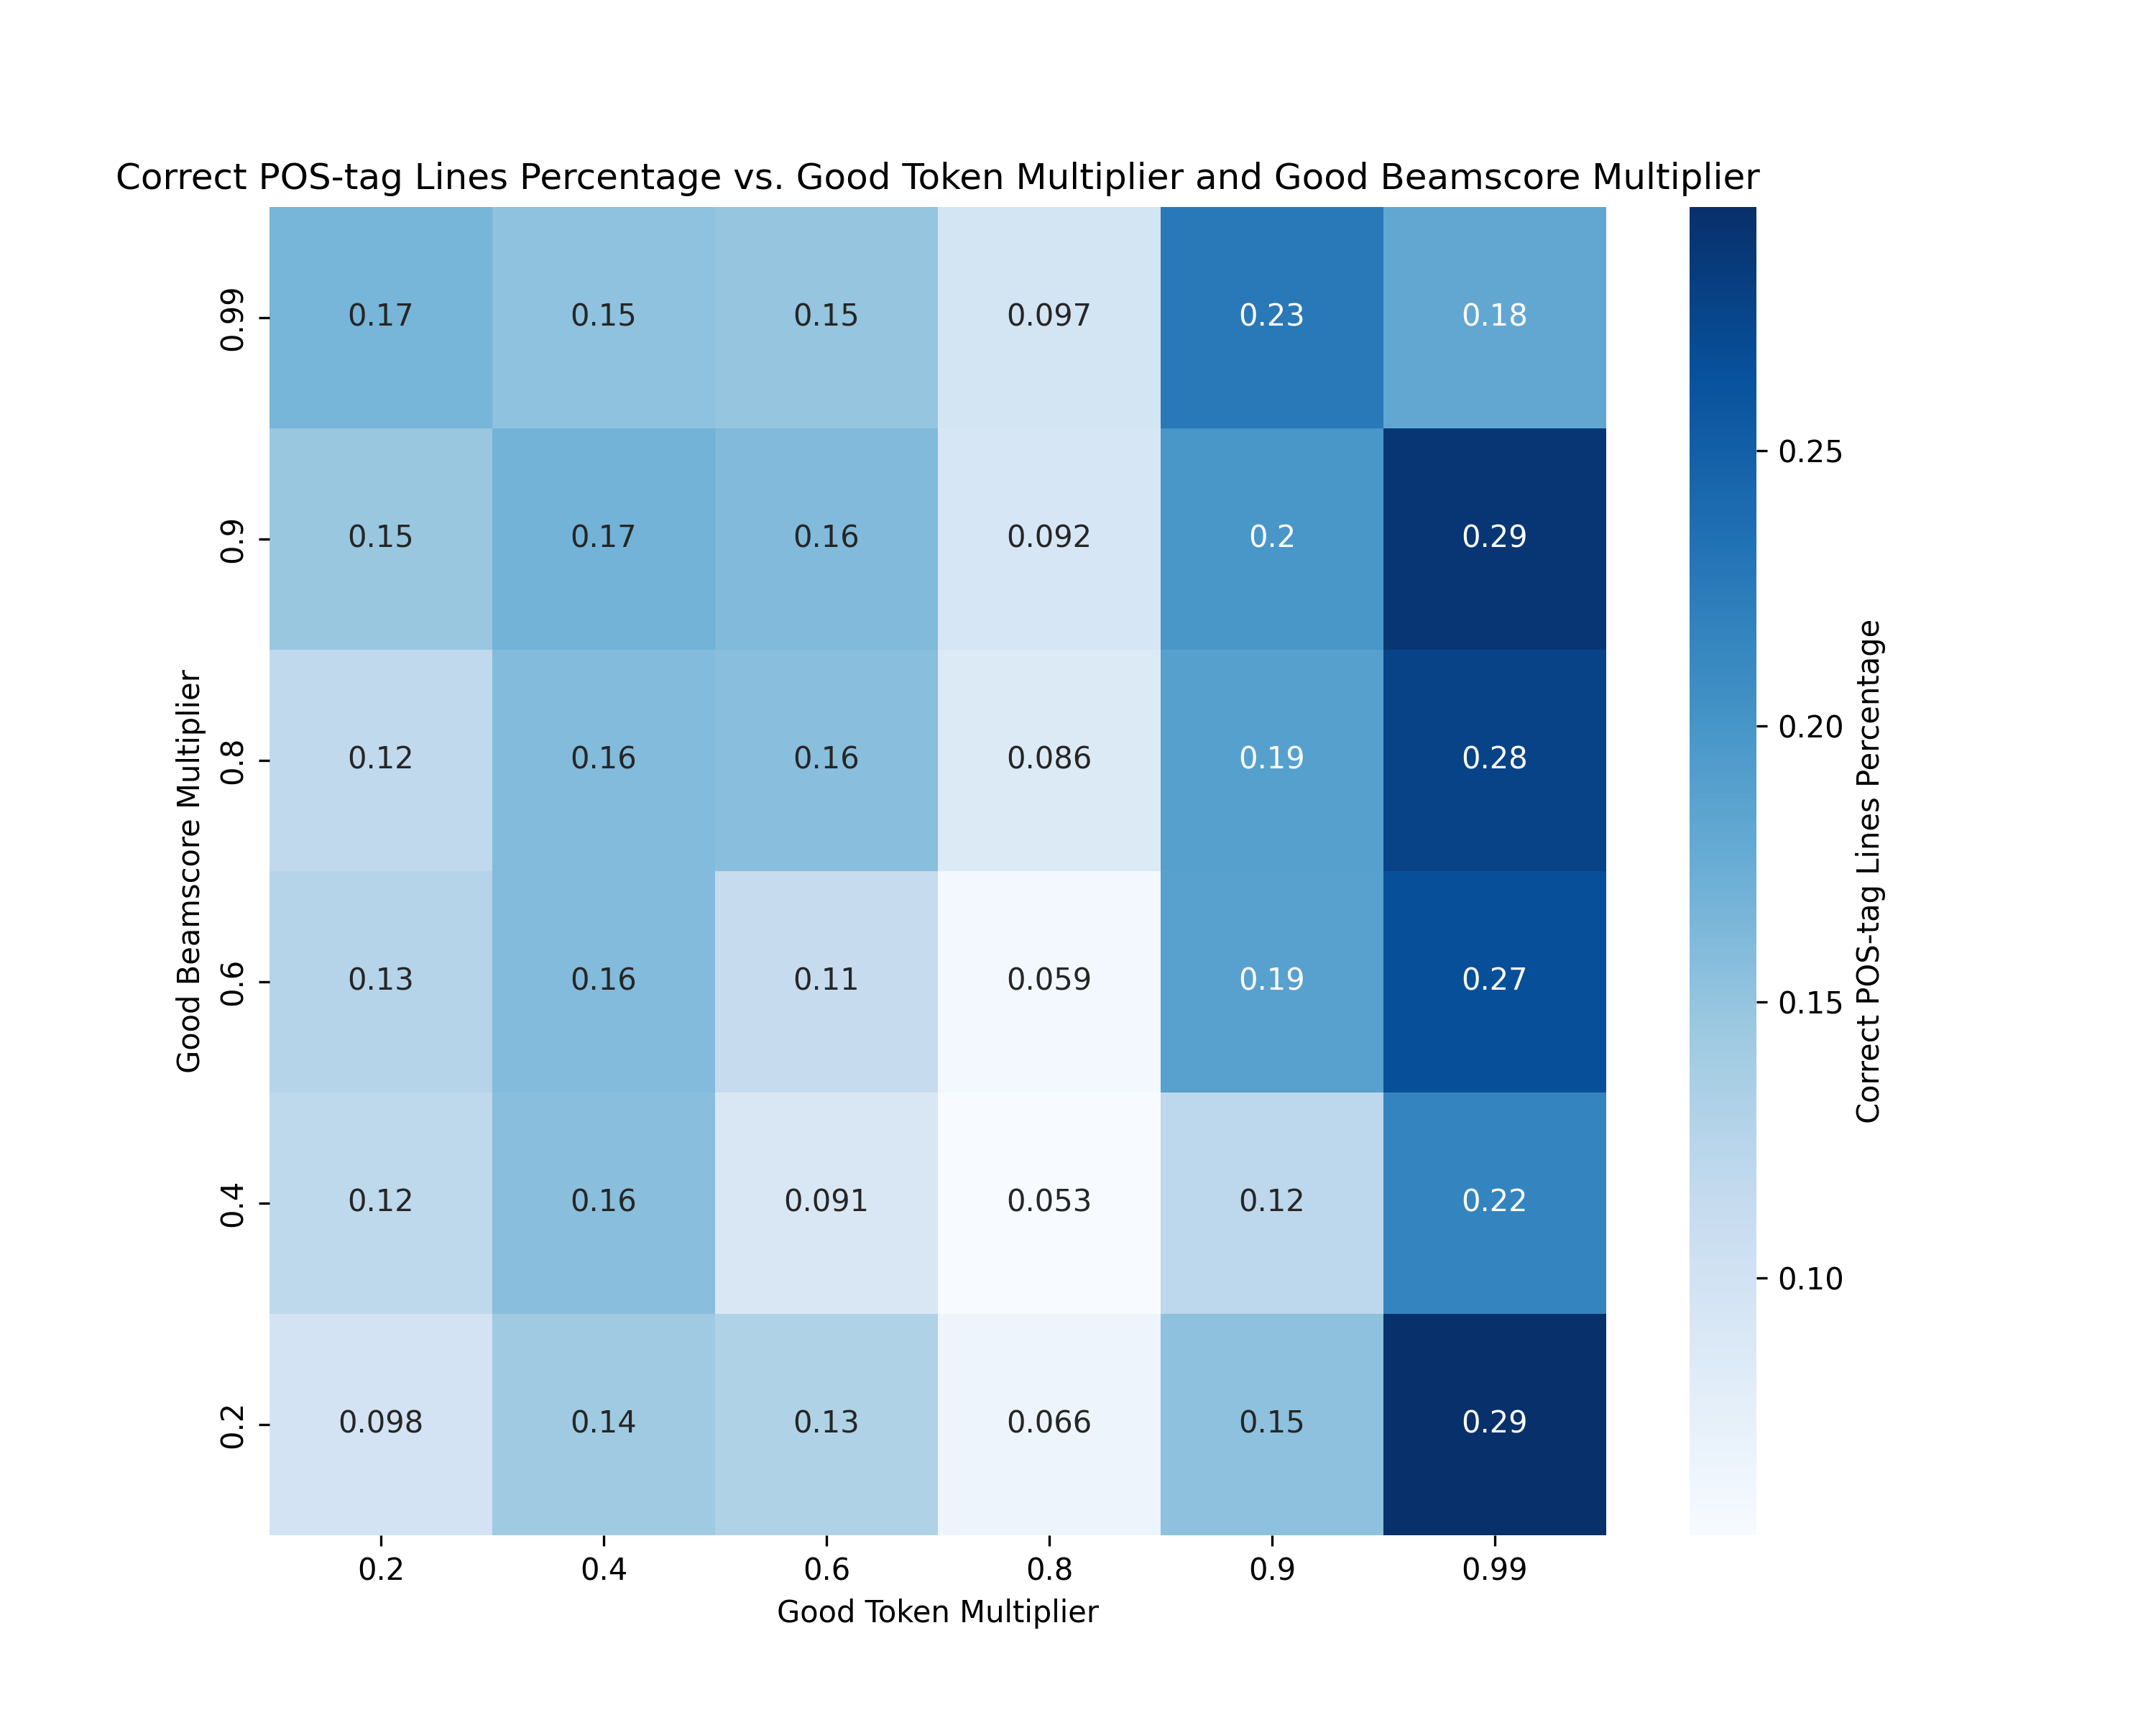 Correct POS-tag Lines Percentage vs. Good Token Multiplier and Good Beamscore Multiplier
Good Beamscore Multiplier
0.99 0.17 0.15 0.15 0.097 0.23 0.18
0.9 0.15 0.17 0.16 0.092 0.2 0.29
0.8 0.12 0.16 0.16 0.086 0.19 0.28
0.6 0.13 0.16 0.11 0.059 0.19 0.27
0.4 0.12 0.16 0.091 0.053 0.12 0.22
0.2 0.098 0.14 0.13 0.066 0.15 0.29
0.2 0.4 0.6 0.8 0.9 0.99
Good Token Multiplier
0.25
0.20
0.15
0.10
Correct POS-tag Lines Percentage